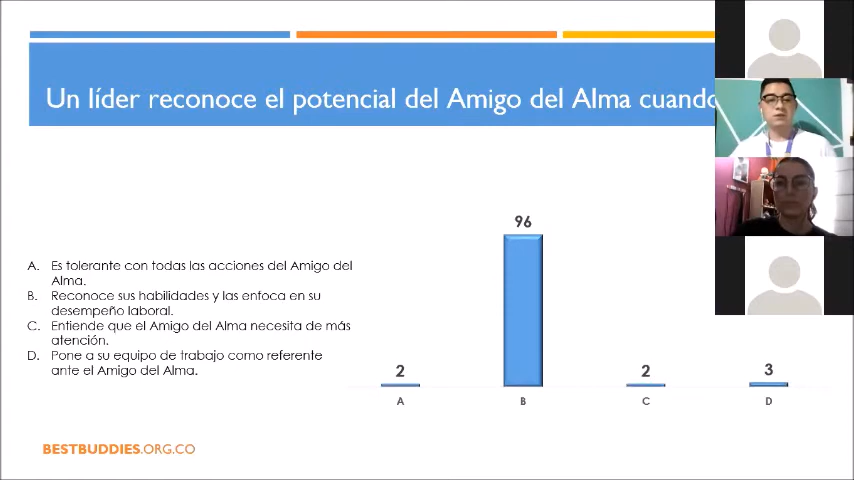 Un líder reconoce el potencial del Amigo del Alma cuando
96
A. Es tolerante con todas las acciones del Amigo del
Alma.
B. Reconoce sus habilidades y las enfoca en su
desempeño laboral.
C. Entiende que el Amigo del Alma necesita de más
atención.
D. Pone a su equipo de trabajo como referente
ante el Amigo del Alma.
2 2 3
A B C D
BESTBUDDIES.ORG.CO